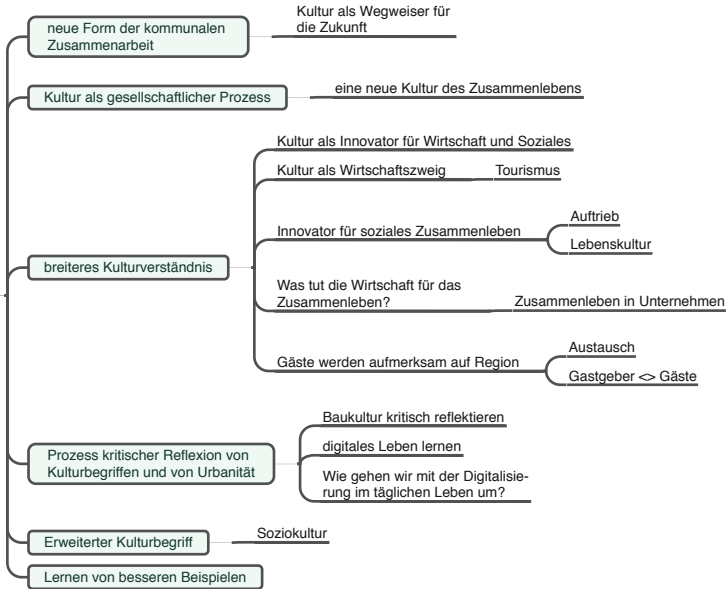 neue Form der kommunalen
Zusammenarbeit
Kultur als Wegweiser für
die Zukunft
Kultur als gesellschaftlicher Prozess
eine neue Kultur des Zusammenlebens
breiteres Kulturverständnis
Kultur als Innovator für Wirtschaft und Soziales
Kultur als Wirtschaftszweig
Tourismus
Innovator für soziales Zusammenleben
Auftrieb
Lebenskultur
Was tut die Wirtschaft für das
Zusammenleben?
Zusammenleben in Unternehmen
Gäste werden aufmerksam auf Region
Austausch
Gastgeber <> Gäste
Prozess kritischer Reflexion von
Kulturbegriffen und von Urbanität
Baukultur kritisch reflektieren
digitales Leben lernen
Wie gehen wir mit der Digitalisie-
rung im täglichen Leben um?
Erweiterter Kulturbegriff
Soziokultur
Lernen von besseren Beispielen